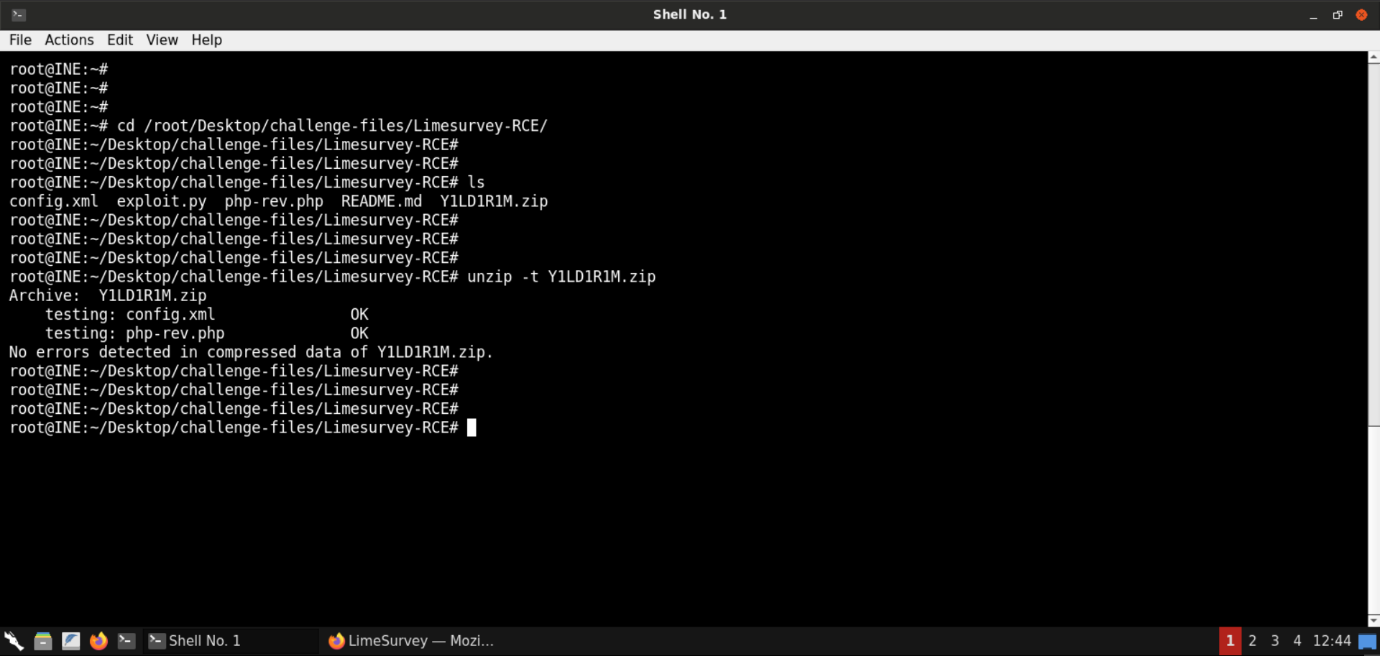 Shell No. 1
File Actions Edit View Help
root@INE:~#
root@INE:~#
root@INE:~#
root@INE:~# cd /root/Desktop/challenge-files/Limesurvey-RCE/
root@INE:~/Desktop/challenge-files/Limesurvey-RCE#
root@INE:~/Desktop/challenge-files/Limesurvey-RCE#
root@INE:~/Desktop/challenge-files/Limesurvey-RCE# ls
config.xml  exploit.py  php-rev.php  README.md  Y1LD1R1M.zip
root@INE:~/Desktop/challenge-files/Limesurvey-RCE#
root@INE:~/Desktop/challenge-files/Limesurvey-RCE#
root@INE:~/Desktop/challenge-files/Limesurvey-RCE#
root@INE:~/Desktop/challenge-files/Limesurvey-RCE# unzip -t Y1LD1R1M.zip
Archive:  Y1LD1R1M.zip
    testing: config.xml               OK
    testing: php-rev.php              OK
No errors detected in compressed data of Y1LD1R1M.zip.
root@INE:~/Desktop/challenge-files/Limesurvey-RCE#
root@INE:~/Desktop/challenge-files/Limesurvey-RCE#
root@INE:~/Desktop/challenge-files/Limesurvey-RCE#
root@INE:~/Desktop/challenge-files/Limesurvey-RCE#
Shell No. 1 LimeSurvey — Mozi... 1 2 3 4 12:44